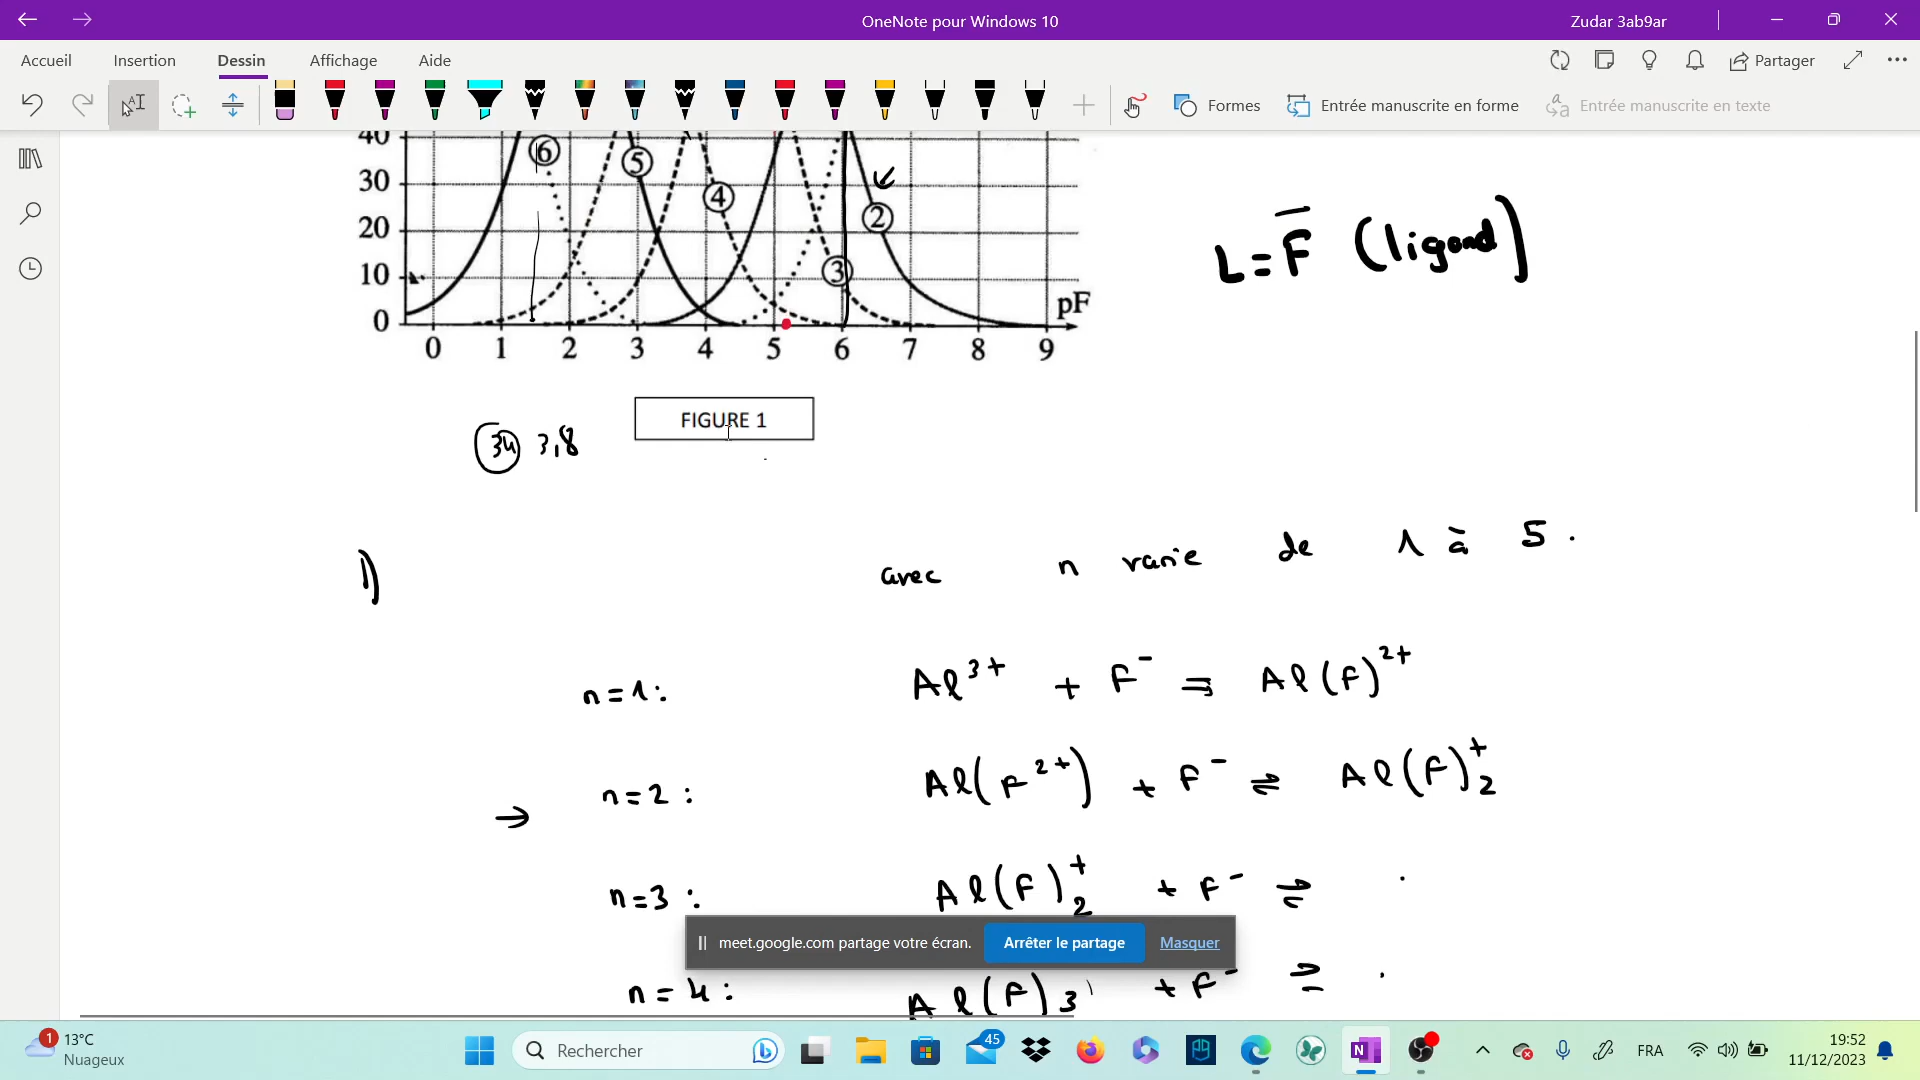 OneNote pour Windows 10
Zudar 3ab9ar
Accueil Insertion Dessin Affichage Aide
Partager
Formes
Entrée manuscrite en forme
Entrée manuscrite en texte
40
30
20
10
0
6 5 4 3 2
pF
0 1 2 3 4 5 6 7 8 9
L = F⁻ (ligand)
FIGURE 1
34 3,8
1)
avec n varie de 1 à 5.
n=1: Al³⁺ + F⁻ ⇌ Al(F)²⁺
→ n=2: Al(F²⁺) + F⁻ ⇌ Al(F)₂⁺
n=3: Al(F)₂⁺ + F⁻ ⇌
meet.google.com partage votre écran.
Arrêter le partage
Masquer
n=4: Al(F)₃ + F⁻ ⇌
1
13°C
Nuageux
Rechercher
45
FRA
19:52
11/12/2023